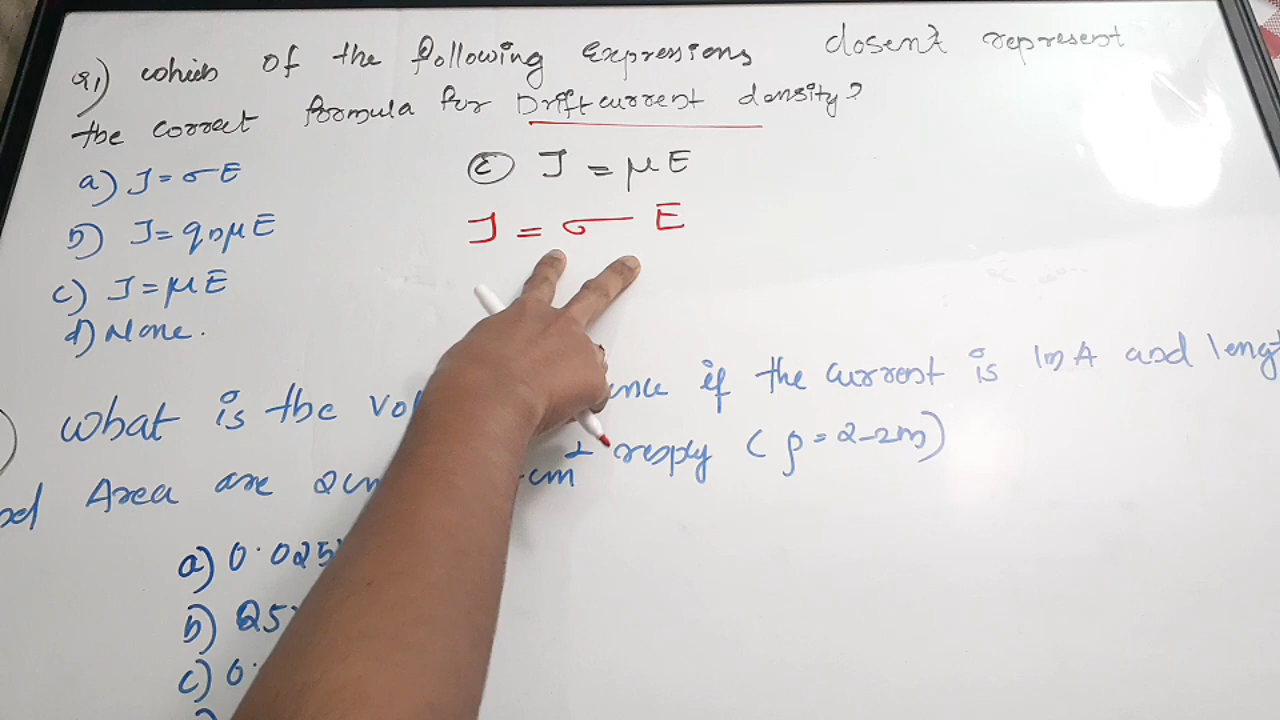 Q1) which of the following Expressions dosent represent
the correct formula for Drift current density?
a) J = σE
b) J = qnμE
c) J = μE
d) None.
(c) J = μE
J = σ E
What is the vol if the current is 1mA and
Area are 2cm cm² resply (ρ = 2-Ωm)
a) 0.025
b) 25
c) 0.